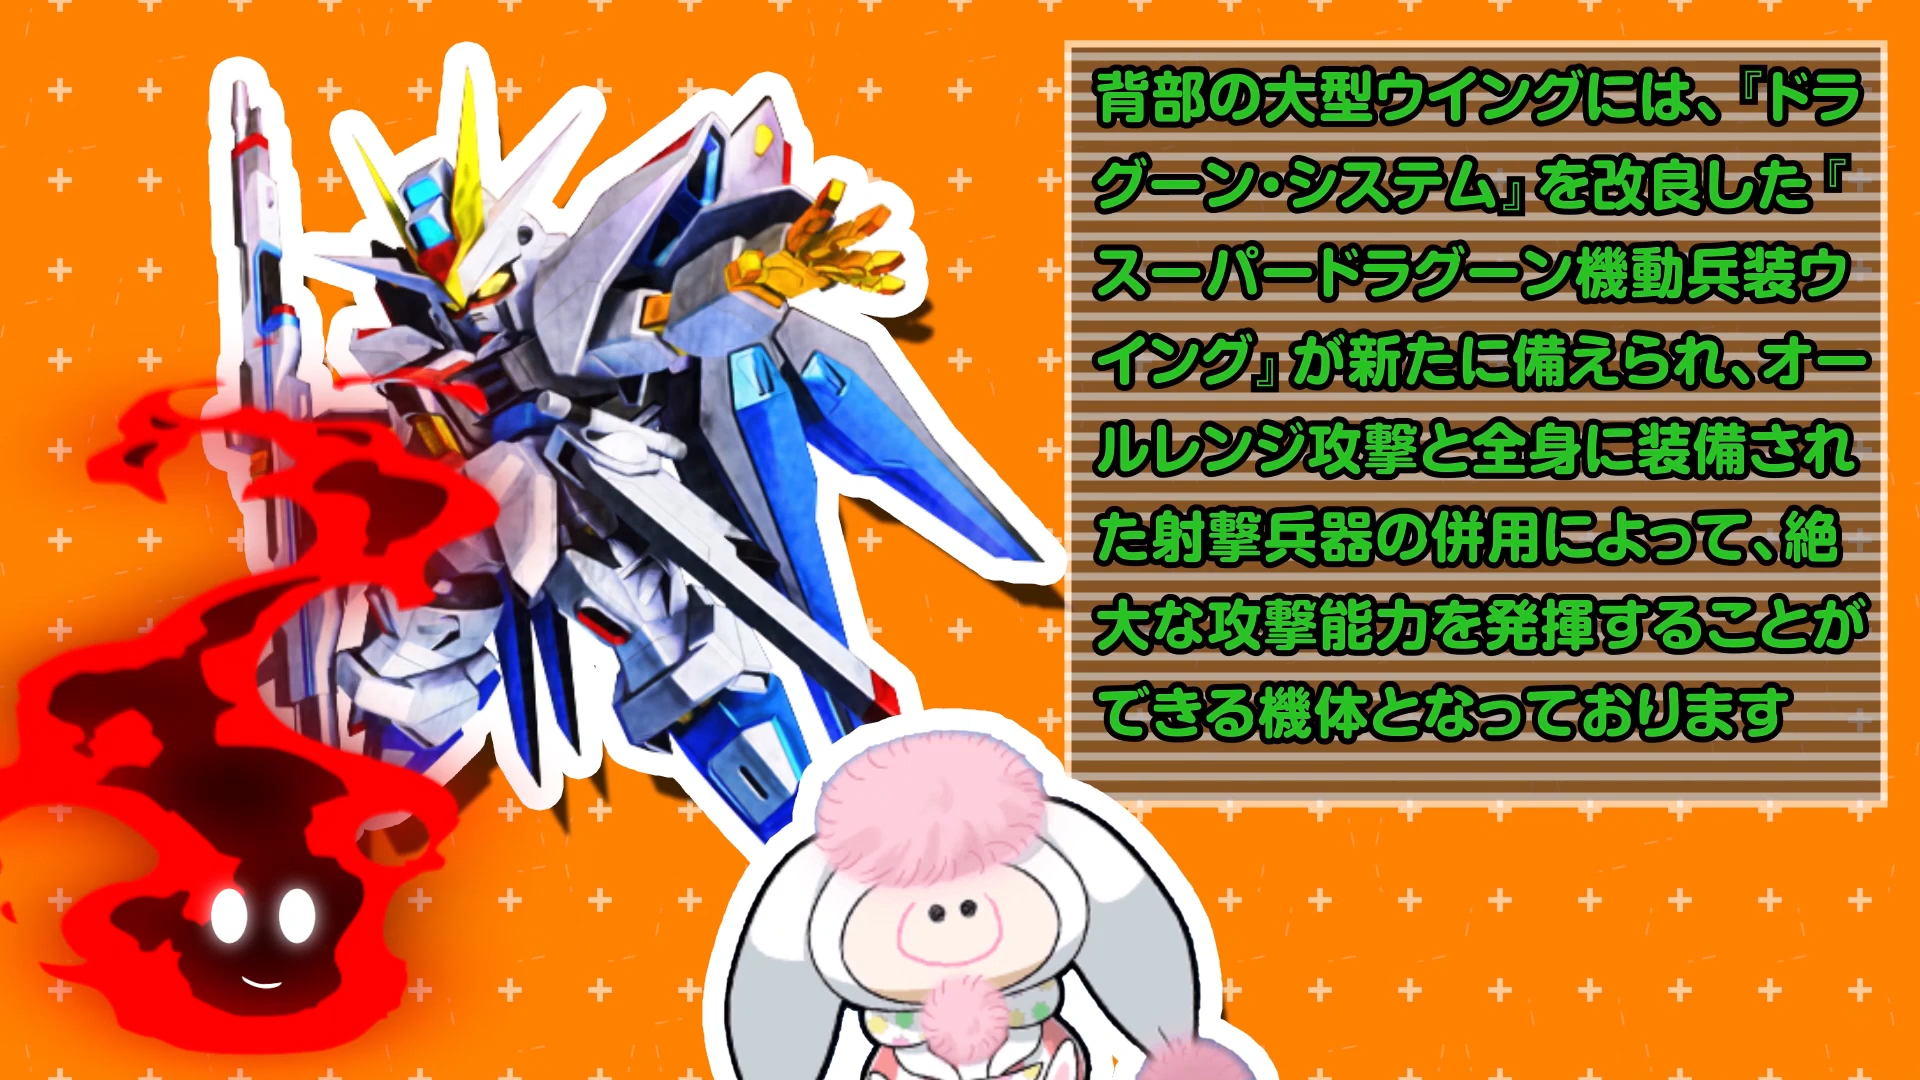 背部の大型ウイングには、『ドラ
グーン・システム』を改良した『
スーパードラグーン機動兵装ウ
イング』が新たに備えられ、オー
ルレンジ攻撃と全身に装備され
た射撃兵器の併用によって、絶
大な攻撃能力を発揮することが
できる機体となっております